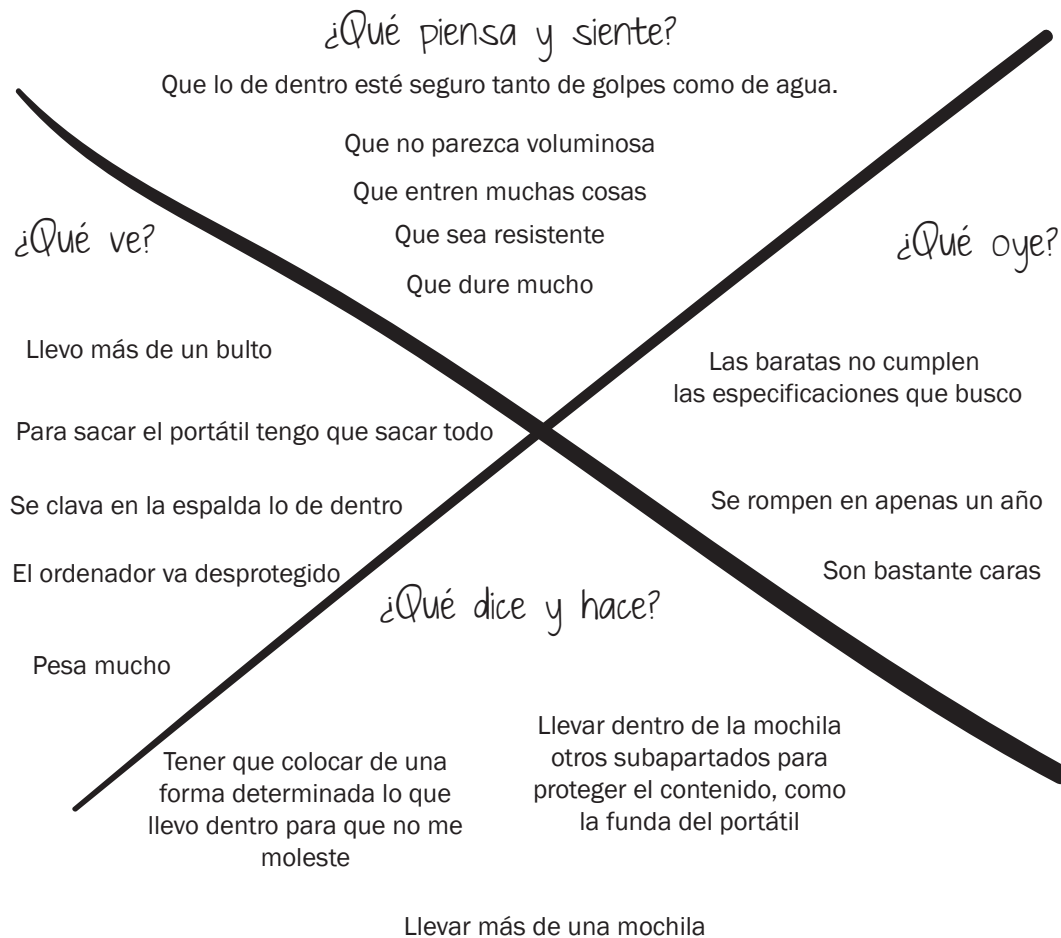 ¿Qué piensa y siente?
Que lo de dentro esté seguro tanto de golpes como de agua.
Que no parezca voluminosa
Que entren muchas cosas
Que sea resistente
Que dure mucho
¿Qué ve?
Llevo más de un bulto
Para sacar el portátil tengo que sacar todo
Se clava en la espalda lo de dentro
El ordenador va desprotegido
Pesa mucho
¿Qué oye?
Las baratas no cumplen
las especificaciones que busco
Se rompen en apenas un año
Son bastante caras
¿Qué dice y hace?
Tener que colocar de una
forma determinada lo que
llevo dentro para que no me
moleste
Llevar dentro de la mochila
otros subapartados para
proteger el contenido, como
la funda del portátil
Llevar más de una mochila